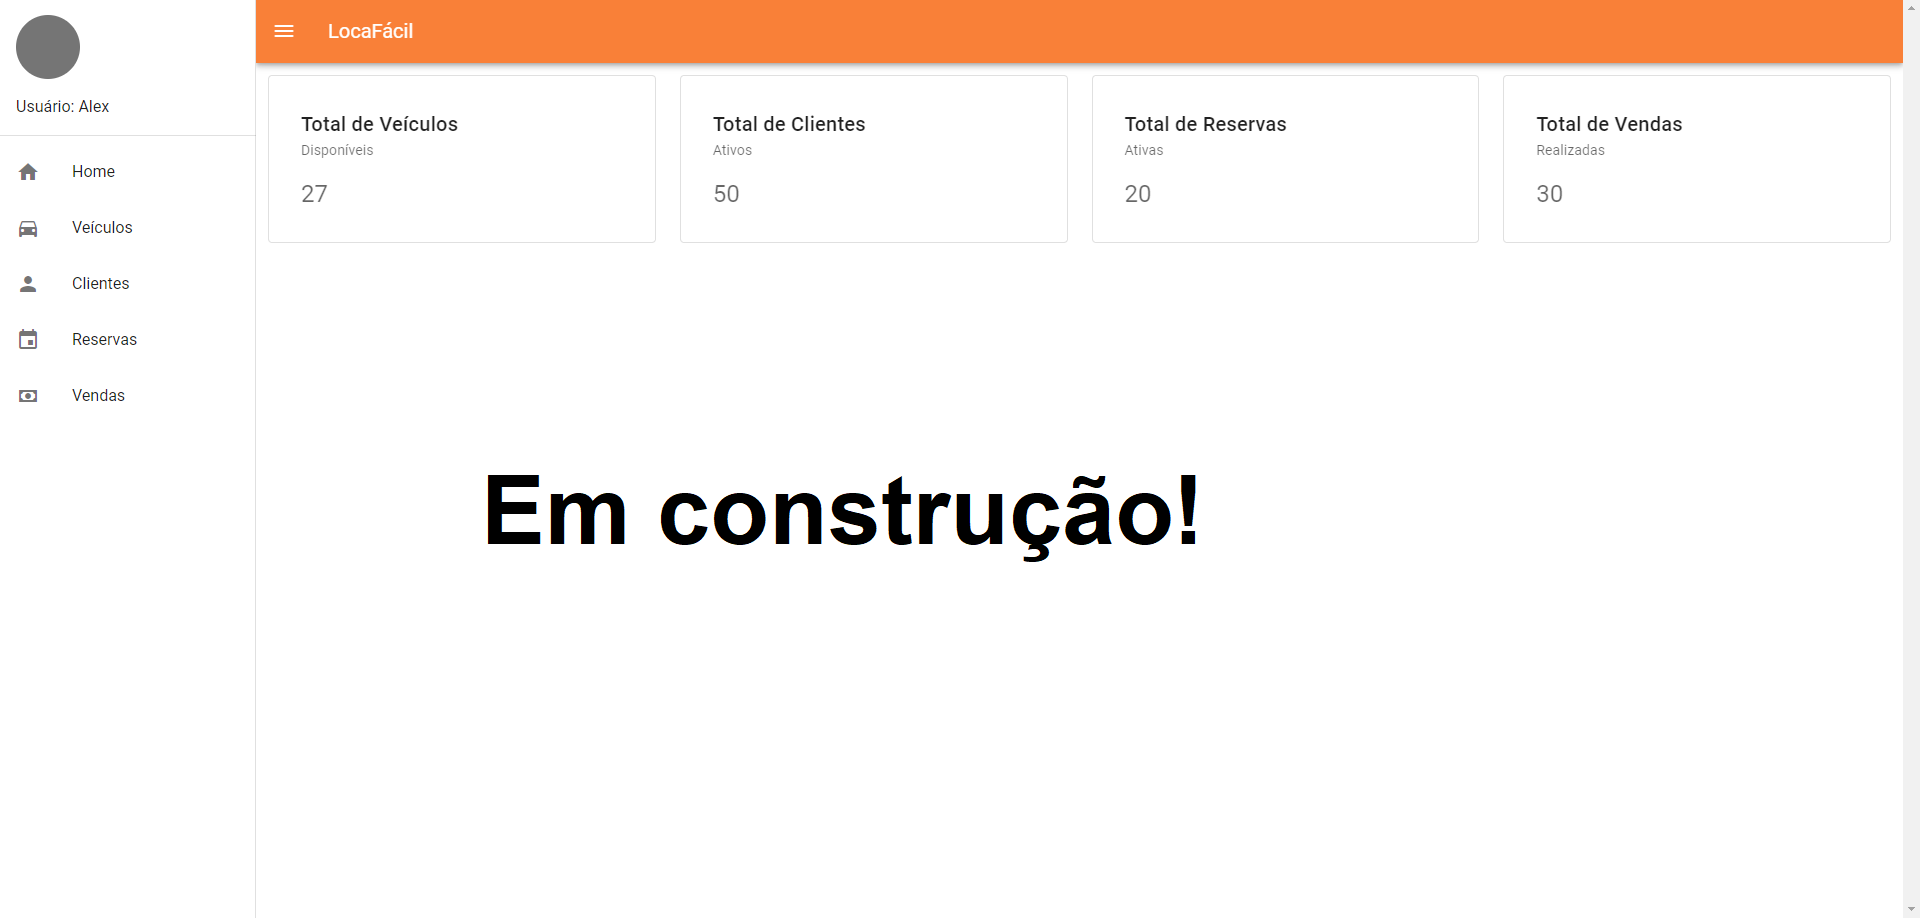 LocaFácil
Usuário: Alex
Home
Veículos
Clientes
Reservas
Vendas
Total de Veículos
Disponíveis
27
Total de Clientes
Ativos
50
Total de Reservas
Ativas
20
Total de Vendas
Realizadas
30
Em construção!